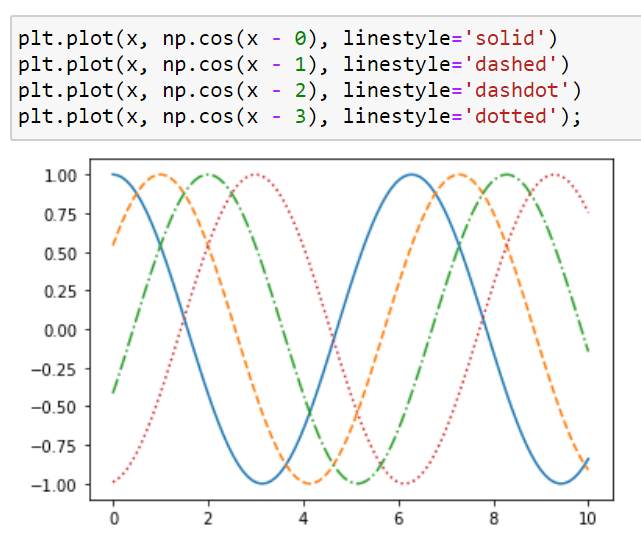 plt.plot(x, np.cos(x - 0), linestyle='solid')
plt.plot(x, np.cos(x - 1), linestyle='dashed')
plt.plot(x, np.cos(x - 2), linestyle='dashdot')
plt.plot(x, np.cos(x - 3), linestyle='dotted');
1.00
0.75
0.50
0.25
0.00
−0.25
−0.50
−0.75
−1.00
0 2 4 6 8 10